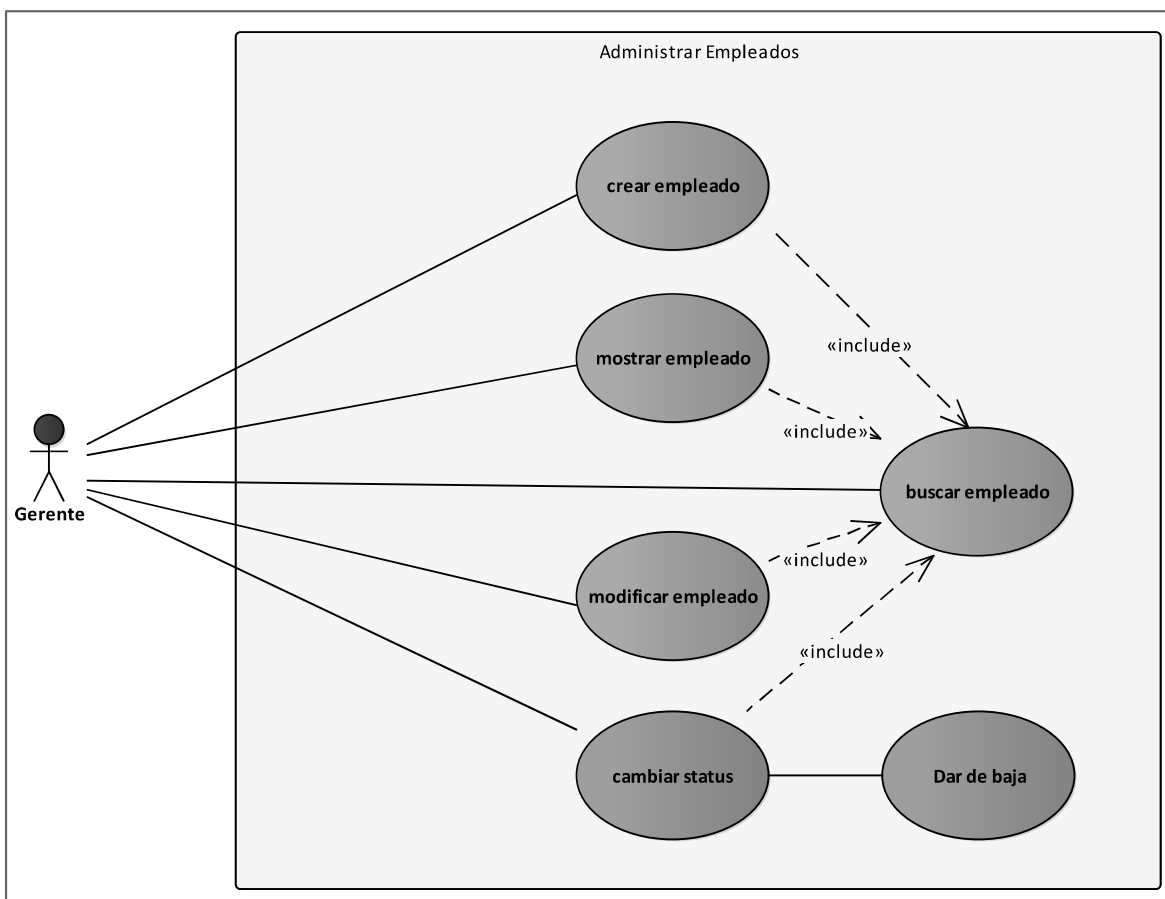 Administrar Empleados
crear empleado
«include»
mostrar empleado
«include»
buscar empleado
Gerente
«include»
modificar empleado
«include»
cambiar status
Dar de baja